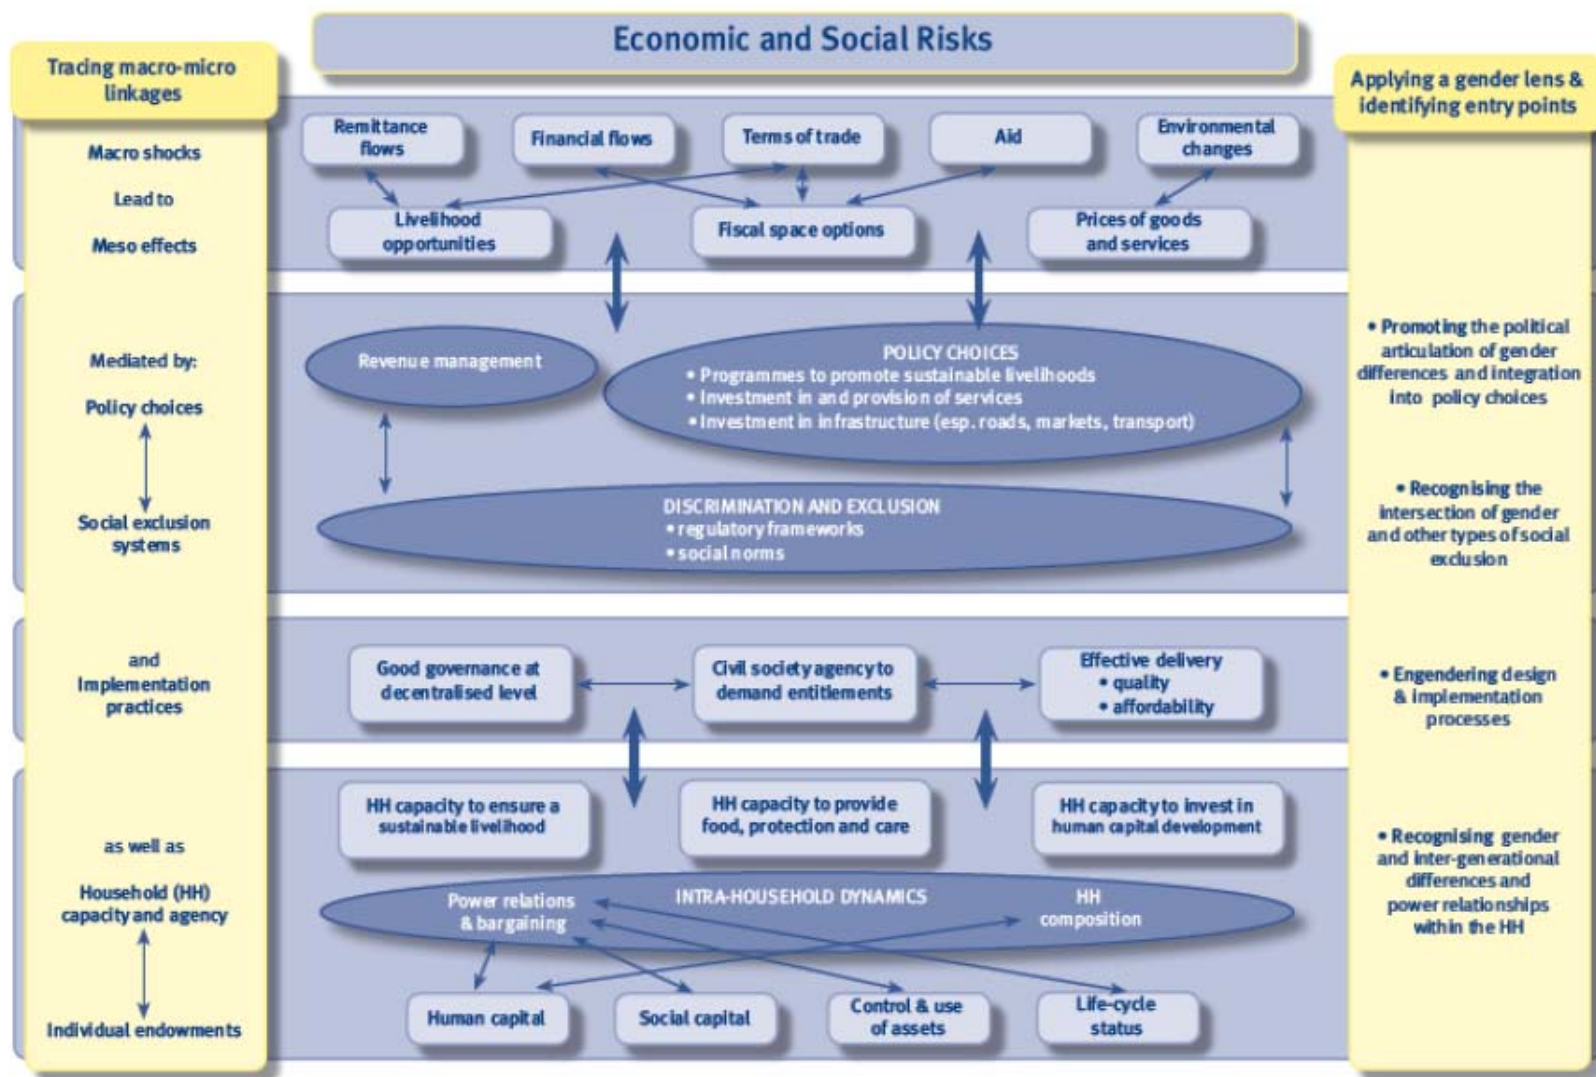 Economic and Social Risks
Tracing macro-micro
linkages
Macro shocks
Lead to
Meso effects
Mediated by:
Policy choices
Social exclusion
systems
and
Implementation
practices
as well as
Household (HH)
capacity and agency
Individual endowments
Remittance
flows
Financial flows
Terms of trade
Aid
Environmental
changes
Livelihood
opportunities
Fiscal space options
Prices of goods
and services
Revenue management
POLICY CHOICES
• Programmes to promote sustainable livelihoods
• Investment in and provision of services
• Investment in infrastructure (esp. roads, markets, transport)
DISCRIMINATION AND EXCLUSION
• regulatory frameworks
• social norms
Good governance at
decentralised level
Civil society agency to
demand entitlements
Effective delivery
• quality
• affordability
HH capacity to ensure a
sustainable livelihood
HH capacity to provide
food, protection and care
HH capacity to invest in
human capital development
Power relations
& bargaining
INTRA-HOUSEHOLD DYNAMICS
HH
composition
Human capital
Social capital
Control & use
of assets
Life-cycle
status
Applying a gender lens &
identifying entry points
• Promoting the political
articulation of gender
differences and integration
into policy choices
• Recognising the
intersection of gender
and other types of social
exclusion
• Engendering design
& implementation
processes
• Recognising gender
and inter-generational
differences and
power relationships
within the HH